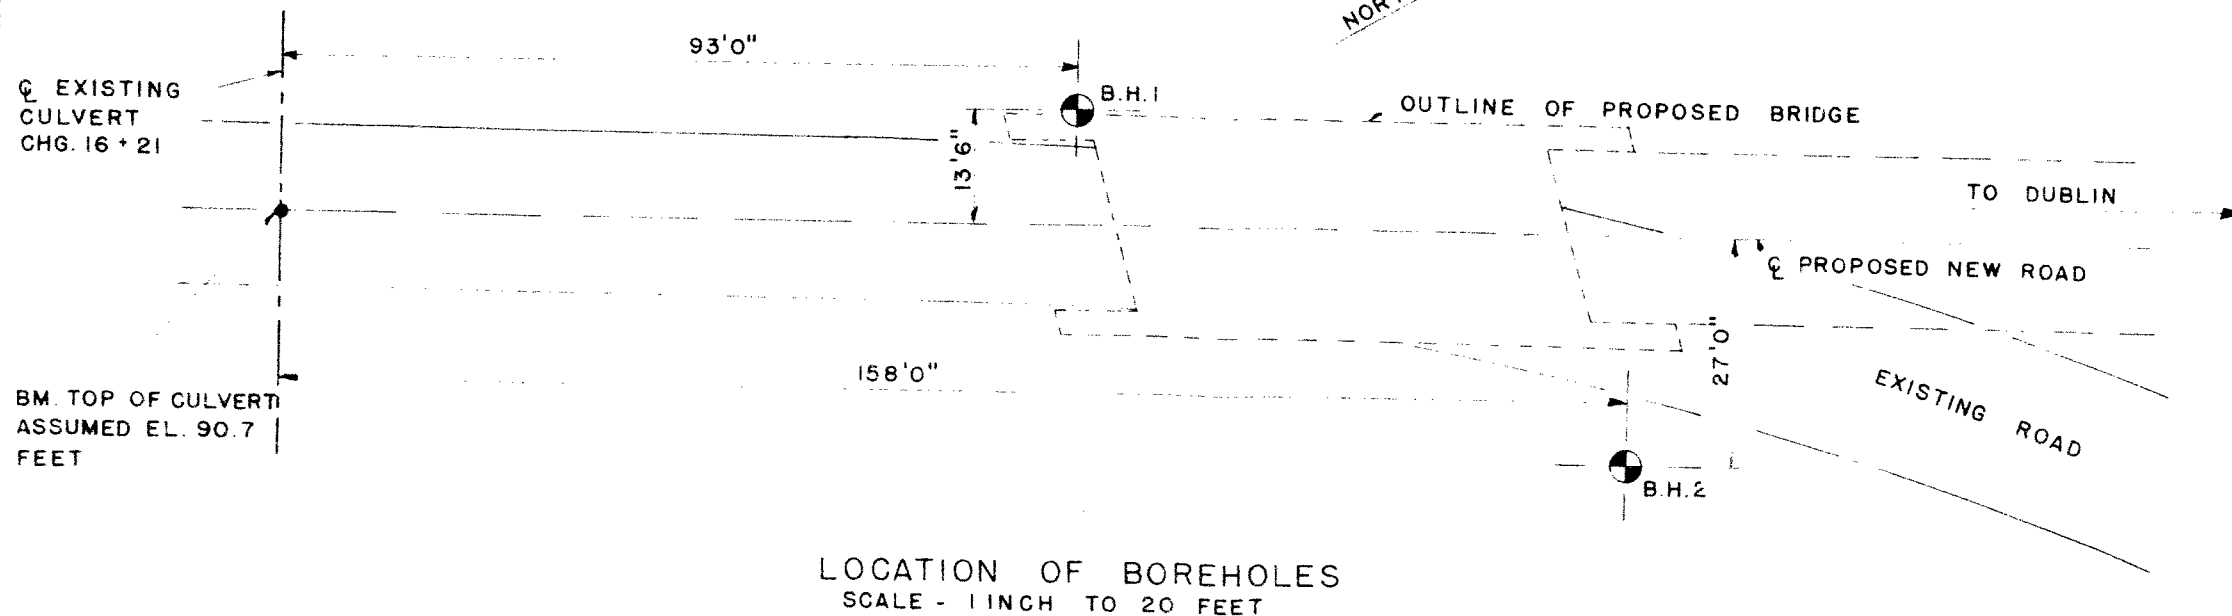 93'0"
℄ EXISTING
CULVERT
CHG. 16 + 21
B.H.1
OUTLINE OF PROPOSED BRIDGE
13'6"
TO DUBLIN
℄ PROPOSED NEW ROAD
158'0"
27'0"
BM. TOP OF CULVERT
ASSUMED EL. 90.7
FEET
EXISTING ROAD
B.H.2
LOCATION OF BOREHOLES
SCALE - 1 INCH TO 20 FEET